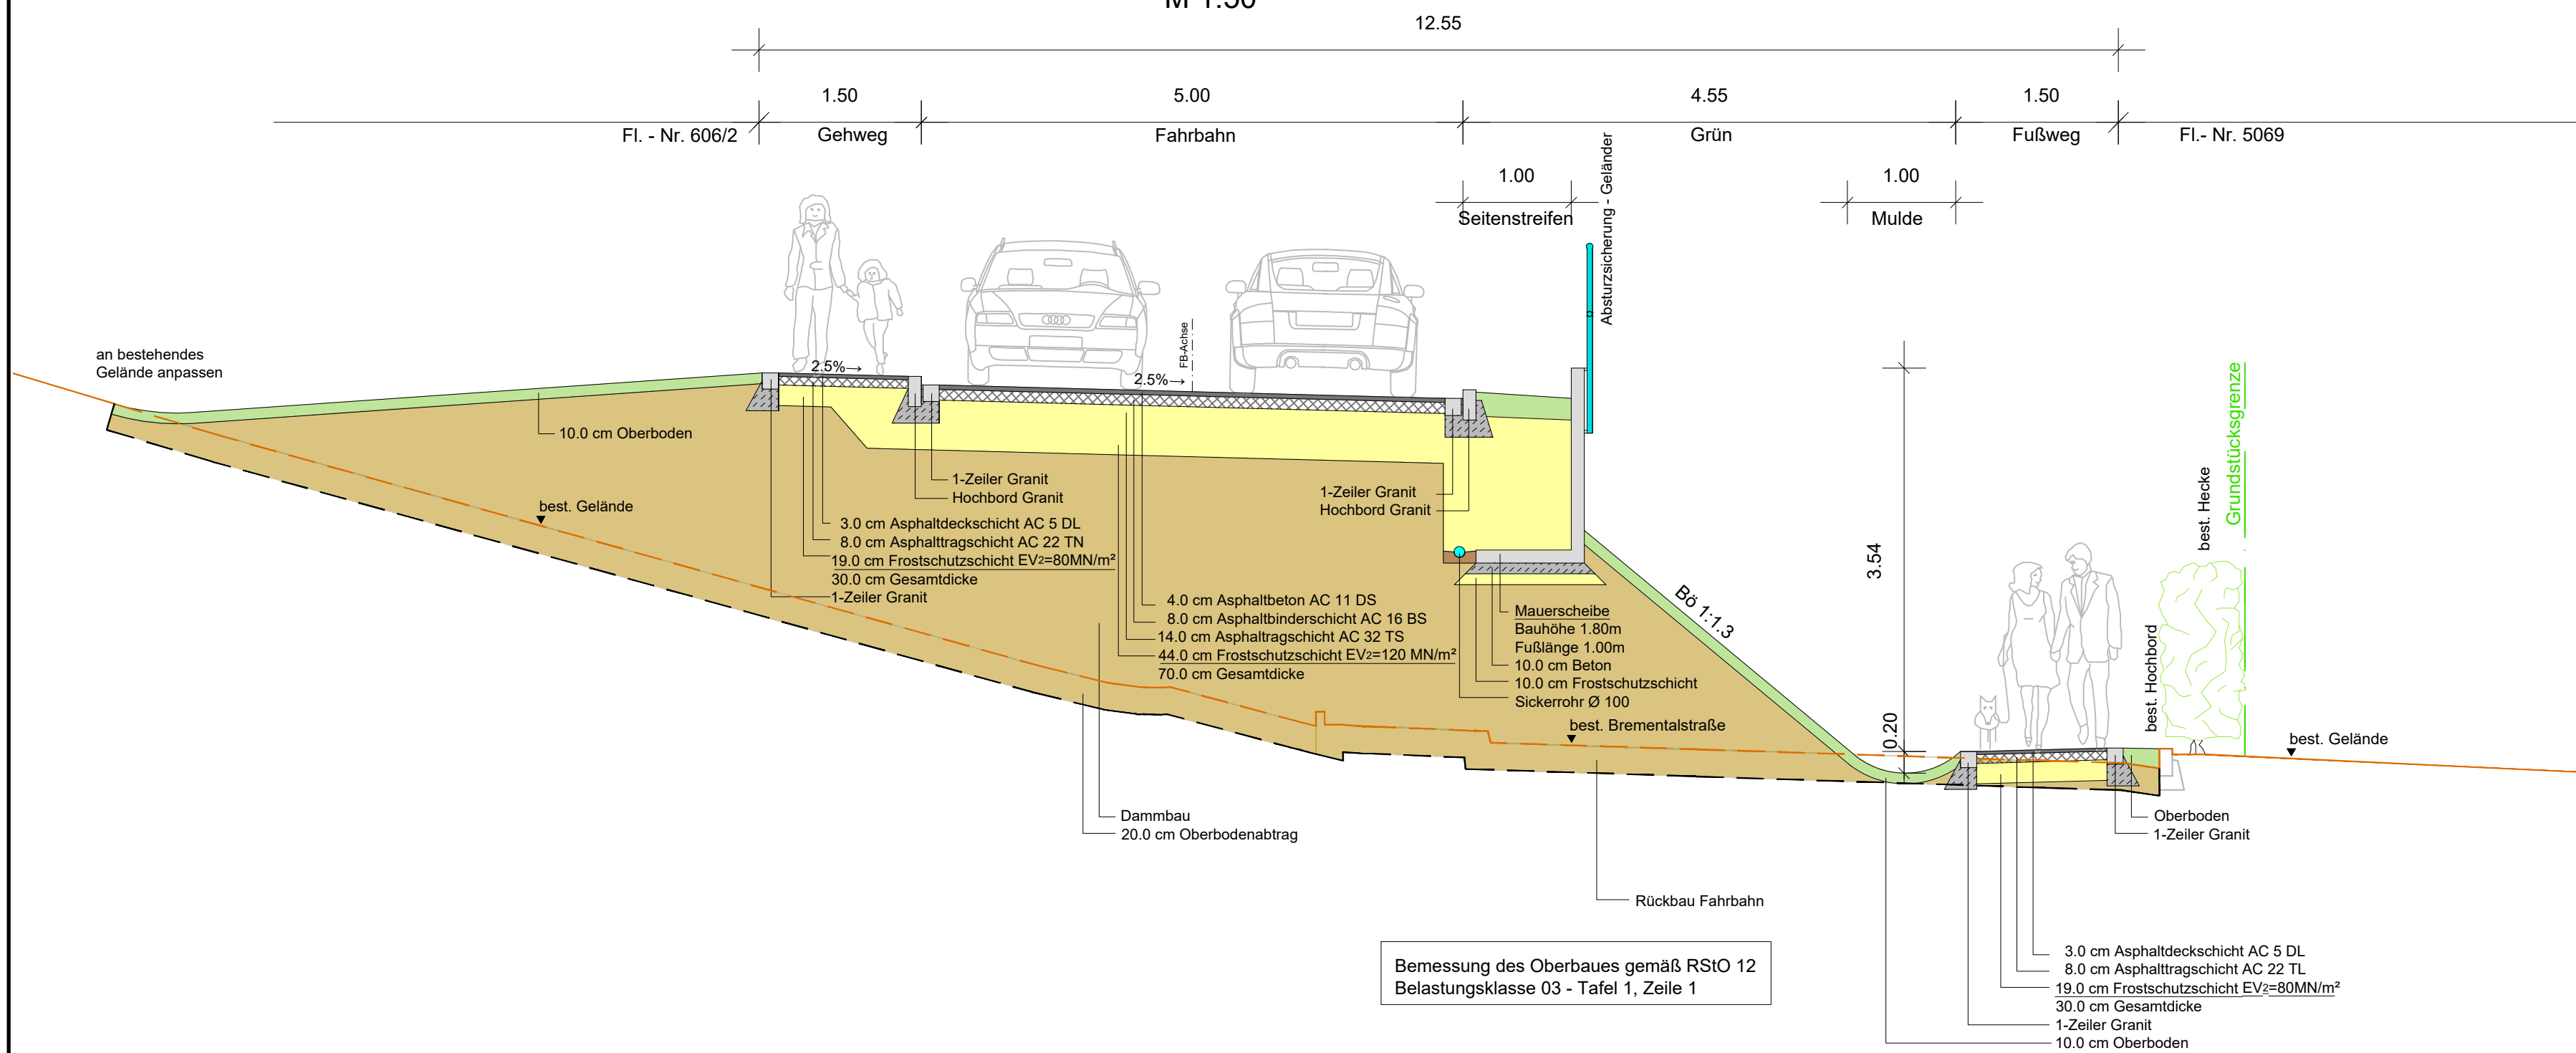 M 1:50
12.55
1.50
5.00
4.55
1.50
Fl. - Nr. 606/2
Gehweg
Fahrbahn
Grün
Fußweg
Fl.- Nr. 5069
1.00
Seitenstreifen
1.00
Mulde
Absturzsicherung - Geländer
an bestehendes
Gelände anpassen
2.5%→
FB-Achse
2.5%→
10.0 cm Oberboden
best. Gelände
1-Zeiler Granit
Hochbord Granit
3.0 cm Asphaltdeckschicht AC 5 DL
8.0 cm Asphalttragschicht AC 22 TN
19.0 cm Frostschutzschicht EV2=80MN/m²
30.0 cm Gesamtdicke
1-Zeiler Granit
1-Zeiler Granit
Hochbord Granit
4.0 cm Asphaltbeton AC 11 DS
8.0 cm Asphaltbinderschicht AC 16 BS
14.0 cm Asphaltragschicht AC 32 TS
44.0 cm Frostschutzschicht EV2=120 MN/m²
70.0 cm Gesamtdicke
Mauerscheibe
Bauhöhe 1.80m
Fußlänge 1.00m
10.0 cm Beton
10.0 cm Frostschutzschicht
Sickerrohr Ø 100
best. Brementalstraße
Bö 1:1.3
3.54
0.20
best. Hochbord
best. Hecke
Grundstücksgrenze
best. Gelände
Dammbau
20.0 cm Oberbodenabtrag
Oberboden
1-Zeiler Granit
Rückbau Fahrbahn
Bemessung des Oberbaues gemäß RStO 12
Belastungsklasse 03 - Tafel 1, Zeile 1
3.0 cm Asphaltdeckschicht AC 5 DL
8.0 cm Asphalttragschicht AC 22 TL
19.0 cm Frostschutzschicht EV2=80MN/m²
30.0 cm Gesamtdicke
1-Zeiler Granit
10.0 cm Oberboden